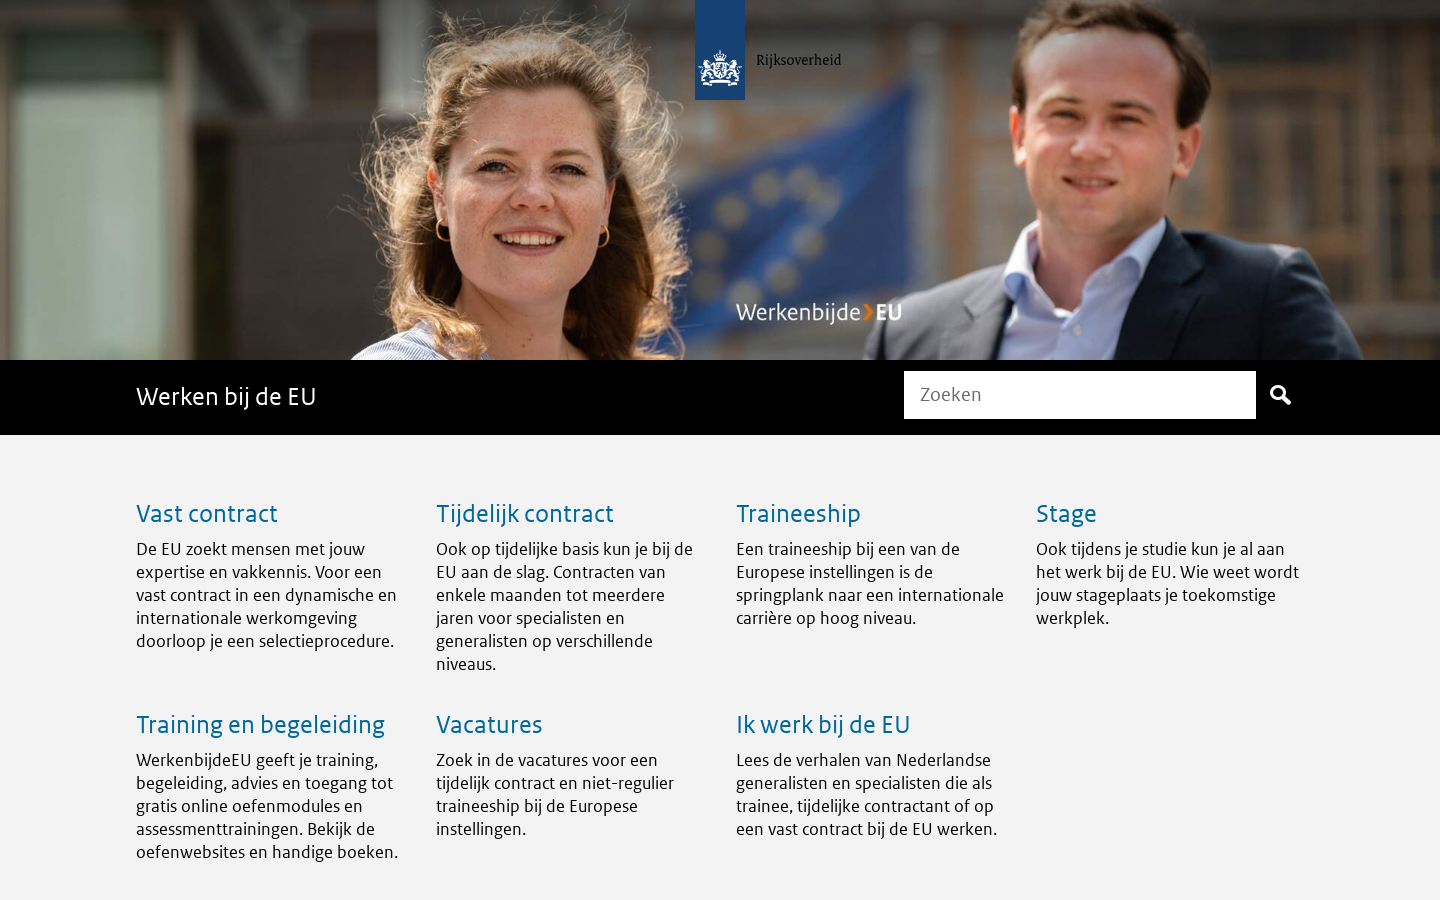 Rijksoverheid
Werkenbijde›EU
Werken bij de EU
Zoeken
Vast contract
De EU zoekt mensen met jouw
expertise en vakkennis. Voor een
vast contract in een dynamische en
internationale werkomgeving
doorloop je een selectieprocedure.
Tijdelijk contract
Ook op tijdelijke basis kun je bij de
EU aan de slag. Contracten van
enkele maanden tot meerdere
jaren voor specialisten en
generalisten op verschillende
niveaus.
Traineeship
Een traineeship bij een van de
Europese instellingen is de
springplank naar een internationale
carrière op hoog niveau.
Stage
Ook tijdens je studie kun je al aan
het werk bij de EU. Wie weet wordt
jouw stageplaats je toekomstige
werkplek.
Training en begeleiding
WerkenbijdeEU geeft je training,
begeleiding, advies en toegang tot
gratis online oefenmodules en
assessmenttrainingen. Bekijk de
oefenwebsites en handige boeken.
Vacatures
Zoek in de vacatures voor een
tijdelijk contract en niet-regulier
traineeship bij de Europese
instellingen.
Ik werk bij de EU
Lees de verhalen van Nederlandse
generalisten en specialisten die als
trainee, tijdelijke contractant of op
een vast contract bij de EU werken.